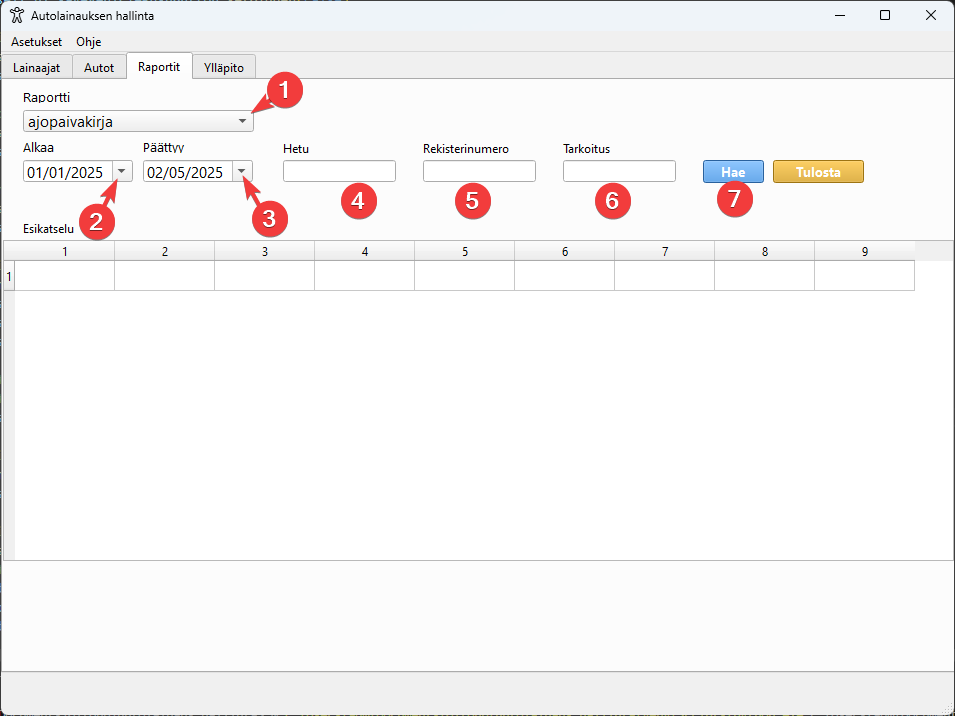 Autolainauksen hallinta
Asetukset Ohje
Lainaajat Autot Raportit Ylläpito
Raportti
1
ajopaivakirja
Alkaa Päättyy Hetu Rekisterinumero Tarkoitus
01/01/2025 02/05/2025 Hae Tulosta
2 3 4 5 6 7
Esikatselu
1 2 3 4 5 6 7 8 9
1